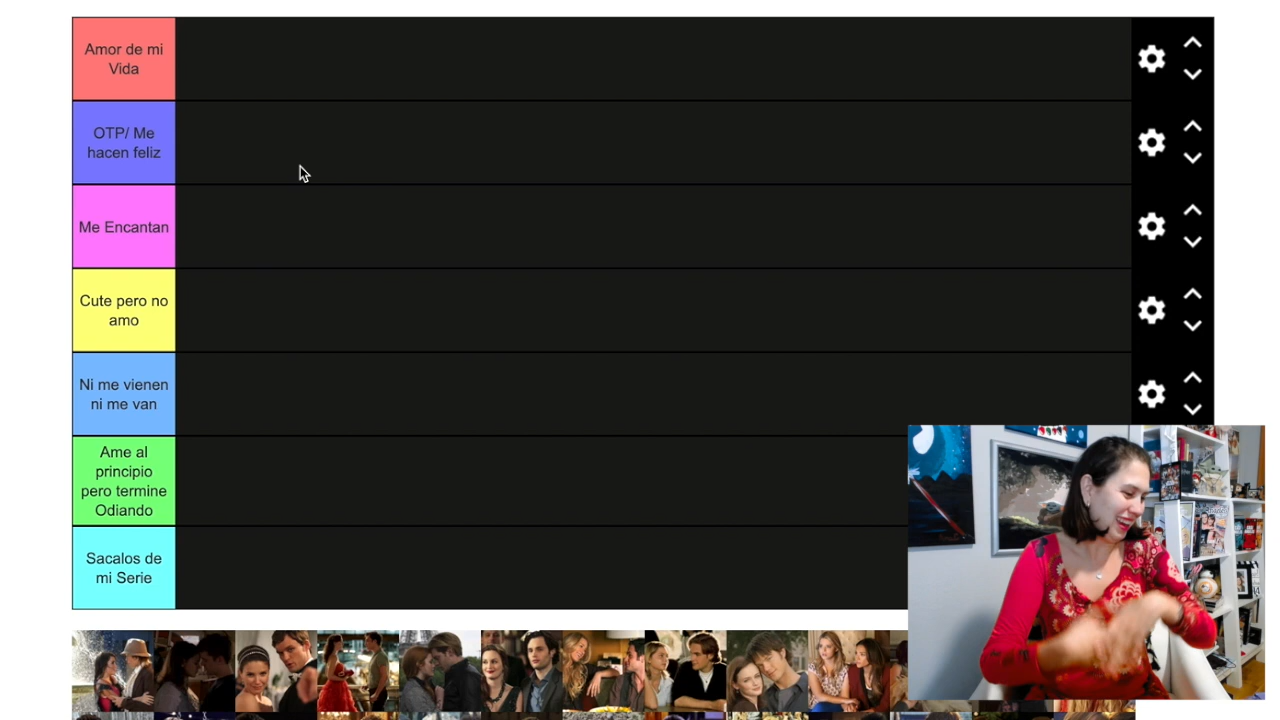 Amor de mi
Vida
OTP/ Me
hacen feliz
Me Encantan
Cute pero no
amo
Ni me vienen
ni me van
Ame al
principio
pero termine
Odiando
Sacalos de
mi Serie